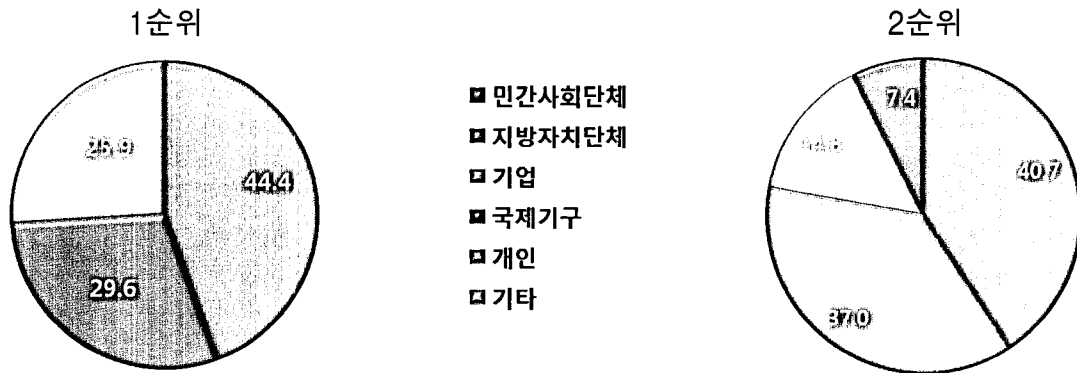 1순위
2순위
44.4
29.6
26.9
민간사회단체
지방자치단체
기업
국제기구
개인
기타
40.7
37.0
7.4